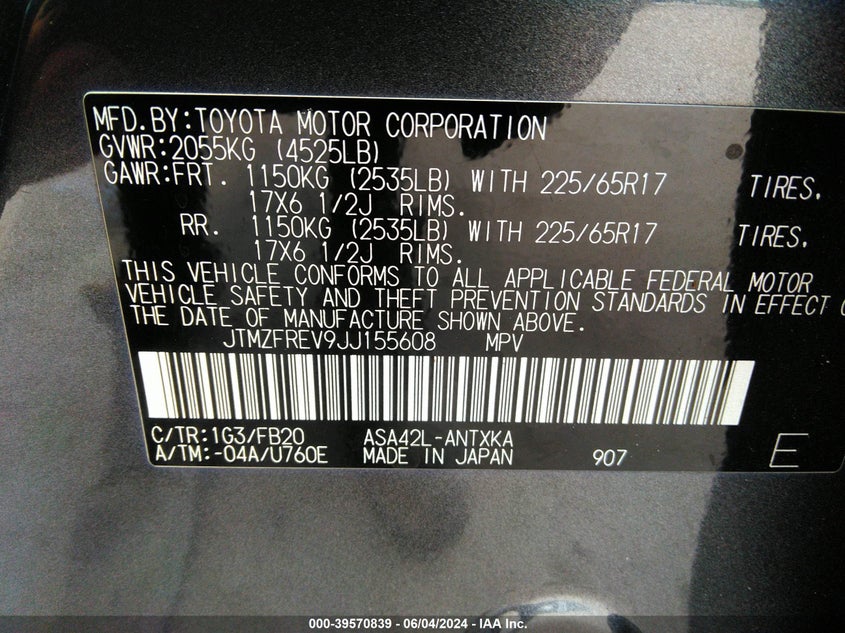 MFD.BY:TOYOTA MOTOR CORPORATION
GVWR:2055KG (4525LB)
GAWR:FRT. 1150KG (2535LB) WITH 225/65R17 TIRES,
17X6 1/2J RIMS.
RR. 1150KG (2535LB) WITH 225/65R17 TIRES,
17X6 1/2J RIMS.
THIS VEHICLE CONFORMS TO ALL APPLICABLE FEDERAL MOTOR
VEHICLE SAFETY AND THEFT PREVENTION STANDARDS IN EFFECT
THE DATE OF MANUFACTURE SHOWN ABOVE.
JTMZFREV9JJ155608 MPV
C/TR:1G3/FB20 ASA42L-ANTXKA
A/TM:-04A/U760E MADE IN JAPAN 907 E
000-39570839 - 06/04/2024 - IAA Inc.